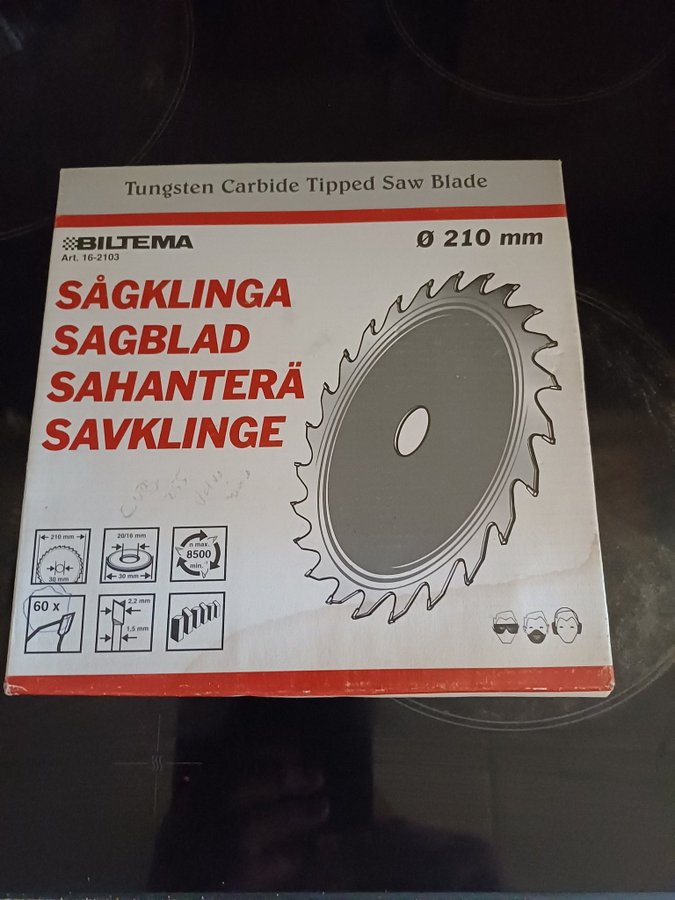 Tungsten Carbide Tipped Saw Blade
BILTEMA
Art. 16-2103
Ø 210 mm
SÅGKLINGA
SAGBLAD
SAHANTERÄ
SAVKLINGE
210 mm
30 mm
20/16 mm
30 mm
n max.
8500
min.⁻¹
60 x
2,2 mm
1,5 mm